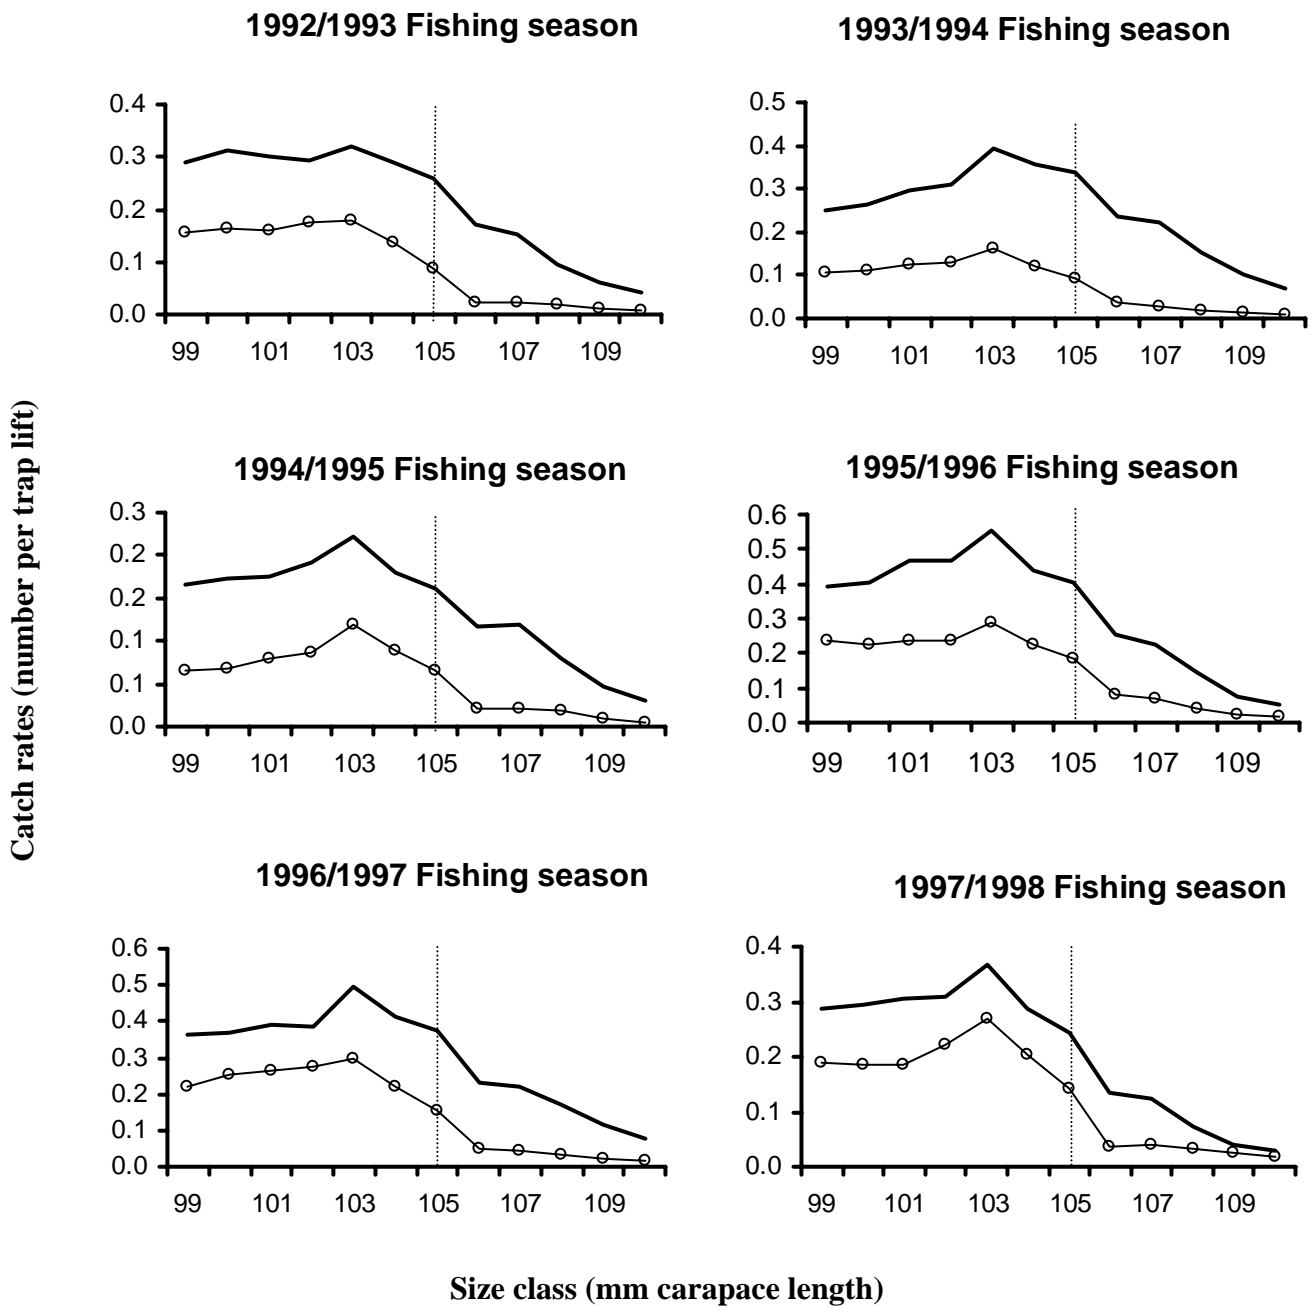 1992/1993 Fishing season
0.4
0.3
0.2
0.1
0.0
99 101 103 105 107 109
1993/1994 Fishing season
0.5
0.4
0.3
0.2
0.1
0.0
99 101 103 105 107 109
Catch rates (number per trap lift)
1994/1995 Fishing season
0.3
0.2
0.2
0.1
0.1
0.0
99 101 103 105 107 109
1995/1996 Fishing season
0.6
0.5
0.4
0.3
0.2
0.1
0.0
99 101 103 105 107 109
1996/1997 Fishing season
0.6
0.5
0.4
0.3
0.2
0.1
0.0
99 101 103 105 107 109
1997/1998 Fishing season
0.4
0.3
0.2
0.1
0.0
99 101 103 105 107 109
Size class (mm carapace length)